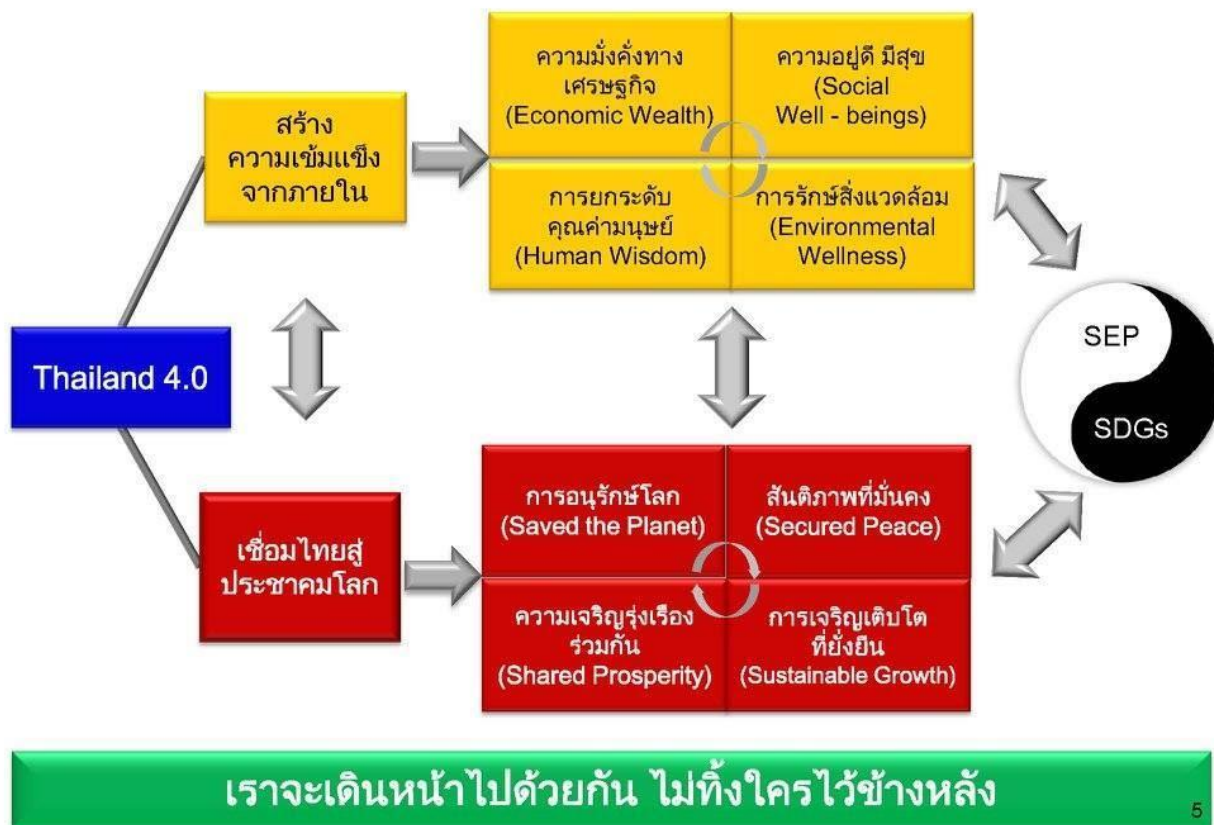 ความมั่งคั่งทาง
เศรษฐกิจ
(Economic Wealth)
ความอยู่ดี มีสุข
(Social
Well - beings)
สร้าง
ความเข้มแข็ง
จากภายใน
การยกระดับ
คุณค่ามนุษย์
(Human Wisdom)
การรักษ์สิ่งแวดล้อม
(Environmental
Wellness)
Thailand 4.0
SEP
SDGs
เชื่อมไทยสู่
ประชาคมโลก
การอนุรักษ์โลก
(Saved the Planet)
สันติภาพที่มั่นคง
(Secured Peace)
ความเจริญรุ่งเรือง
ร่วมกัน
(Shared Prosperity)
การเจริญเติบโต
ที่ยั่งยืน
(Sustainable Growth)
เราจะเดินหน้าไปด้วยกัน ไม่ทิ้งใครไว้ข้างหลัง
5